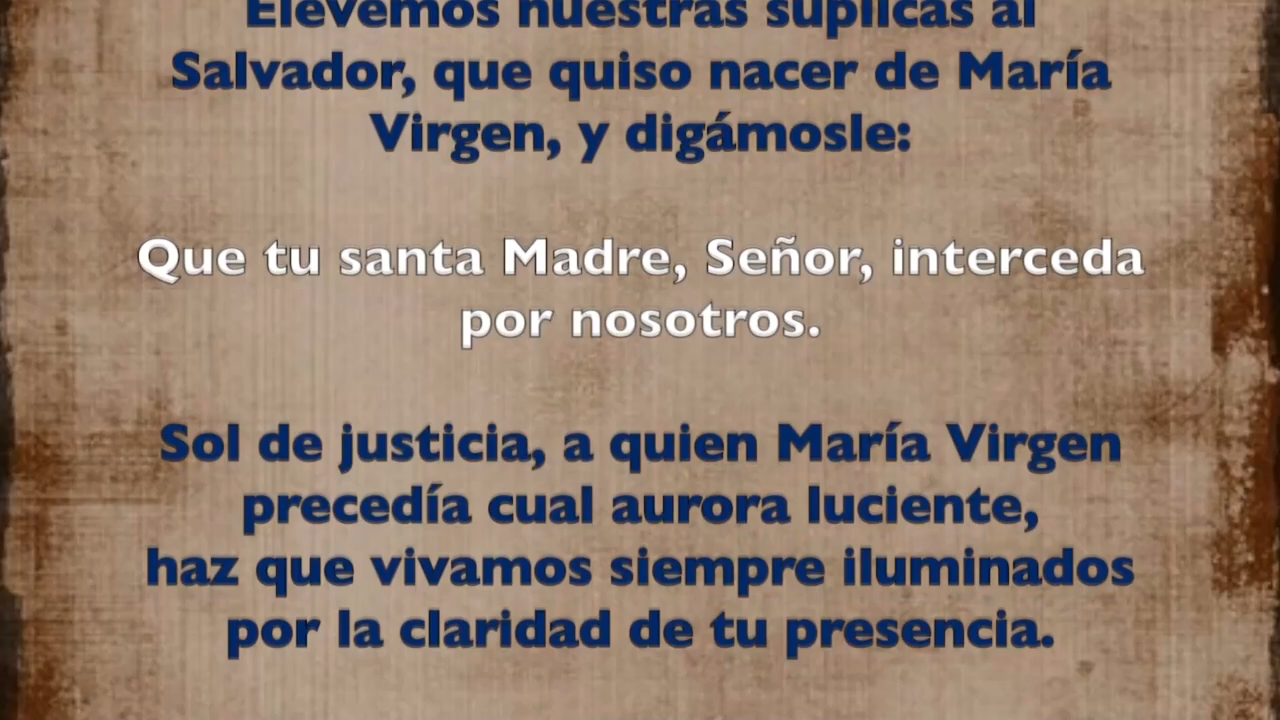 Elevemos nuestras súplicas al
Salvador, que quiso nacer de María
Virgen, y digámosle:
Que tu santa Madre, Señor, interceda
por nosotros.
Sol de justicia, a quien María Virgen
precedía cual aurora luciente,
haz que vivamos siempre iluminados
por la claridad de tu presencia.